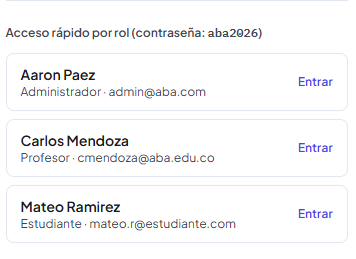 Acceso rápido por rol (contraseña: aba2026)
Aaron Paez
Administrador · admin@aba.com
Entrar
Carlos Mendoza
Profesor · cmendoza@aba.edu.co
Entrar
Mateo Ramirez
Estudiante · mateo.r@estudiante.com
Entrar